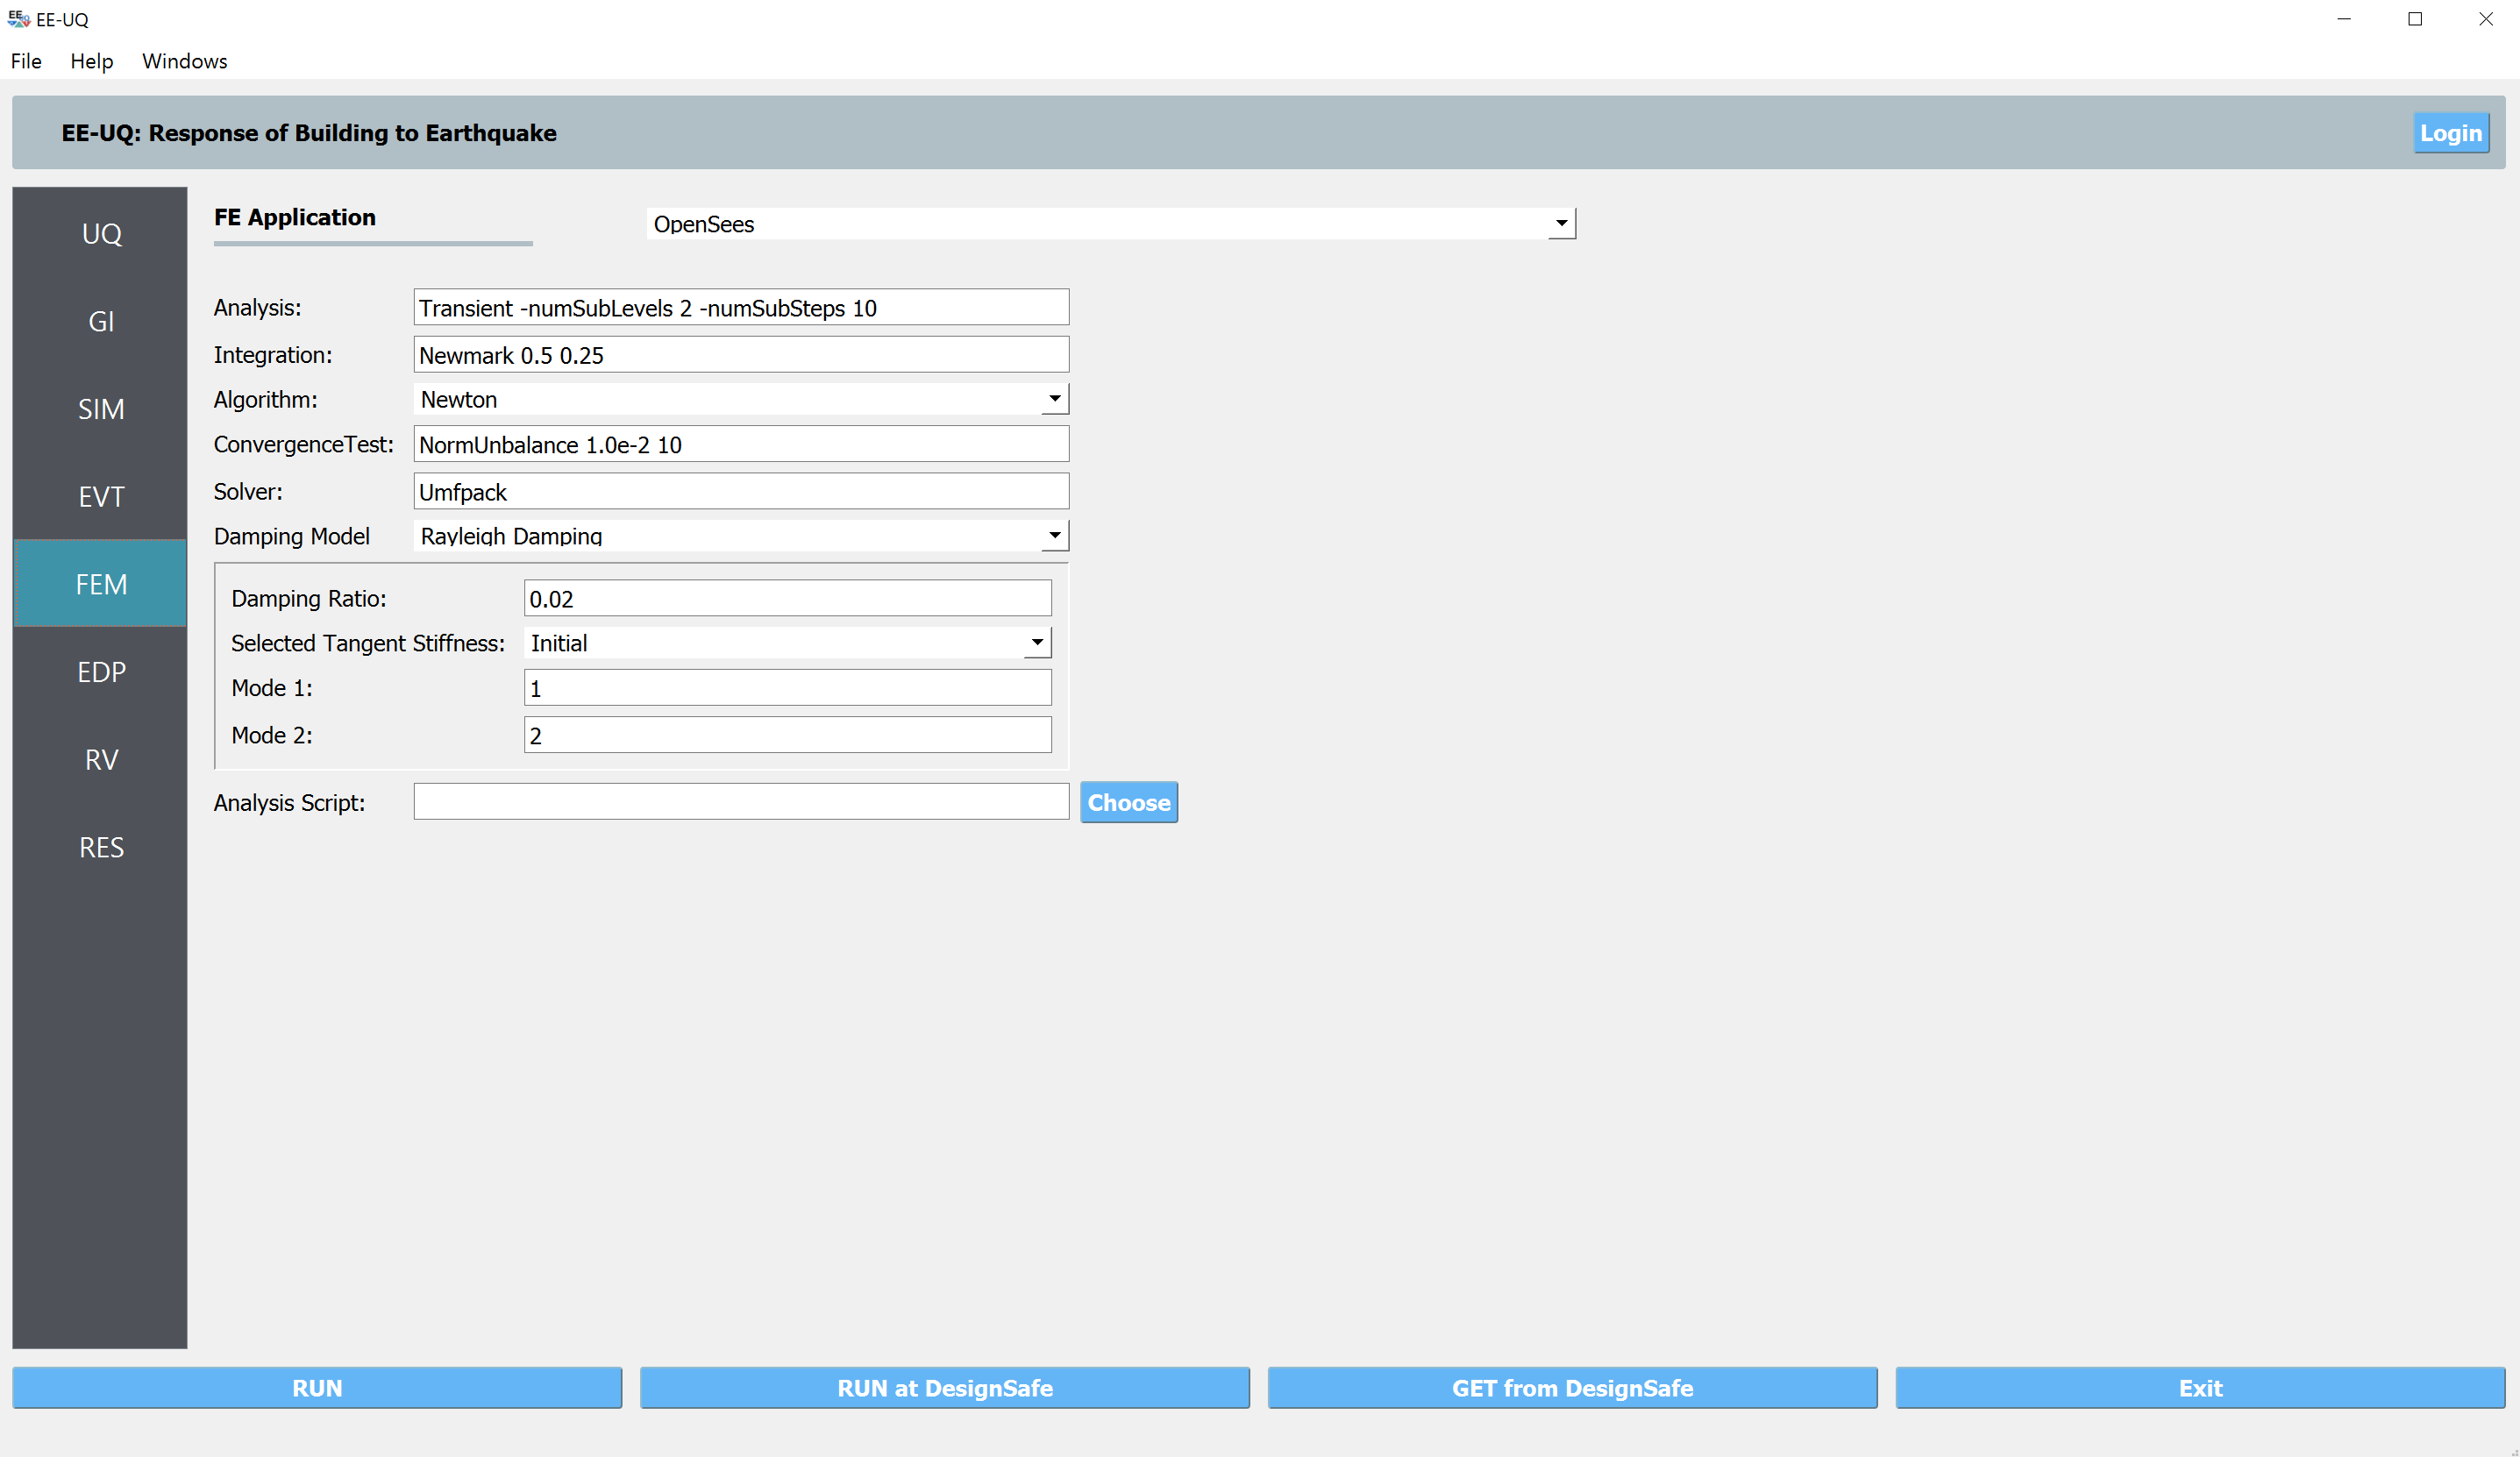 EE-UQ
File Help Windows
EE-UQ: Response of Building to Earthquake
Login
UQ
GI
SIM
EVT
FEM
EDP
RV
RES
FE Application
OpenSees
Analysis: Transient -numSubLevels 2 -numSubSteps 10
Integration: Newmark 0.5 0.25
Algorithm: Newton
ConvergenceTest: NormUnbalance 1.0e-2 10
Solver: Umfpack
Damping Model Rayleigh Damping
Damping Ratio: 0.02
Selected Tangent Stiffness: Initial
Mode 1: 1
Mode 2: 2
Analysis Script: Choose
RUN
RUN at DesignSafe
GET from DesignSafe
Exit